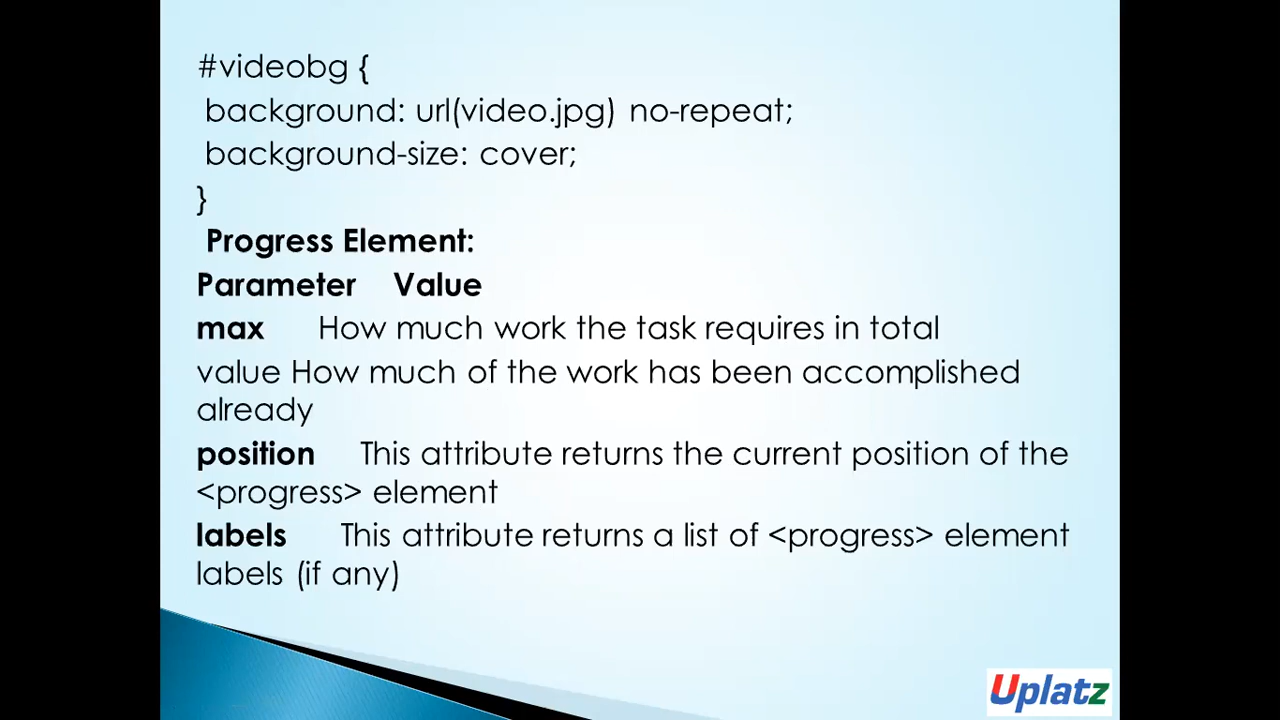 #videobg {
background: url(video.jpg) no-repeat;
background-size: cover;
}
Progress Element:
Parameter Value
max How much work the task requires in total
value How much of the work has been accomplished
already
position This attribute returns the current position of the
<progress> element
labels This attribute returns a list of <progress> element
labels (if any)
Uplatz